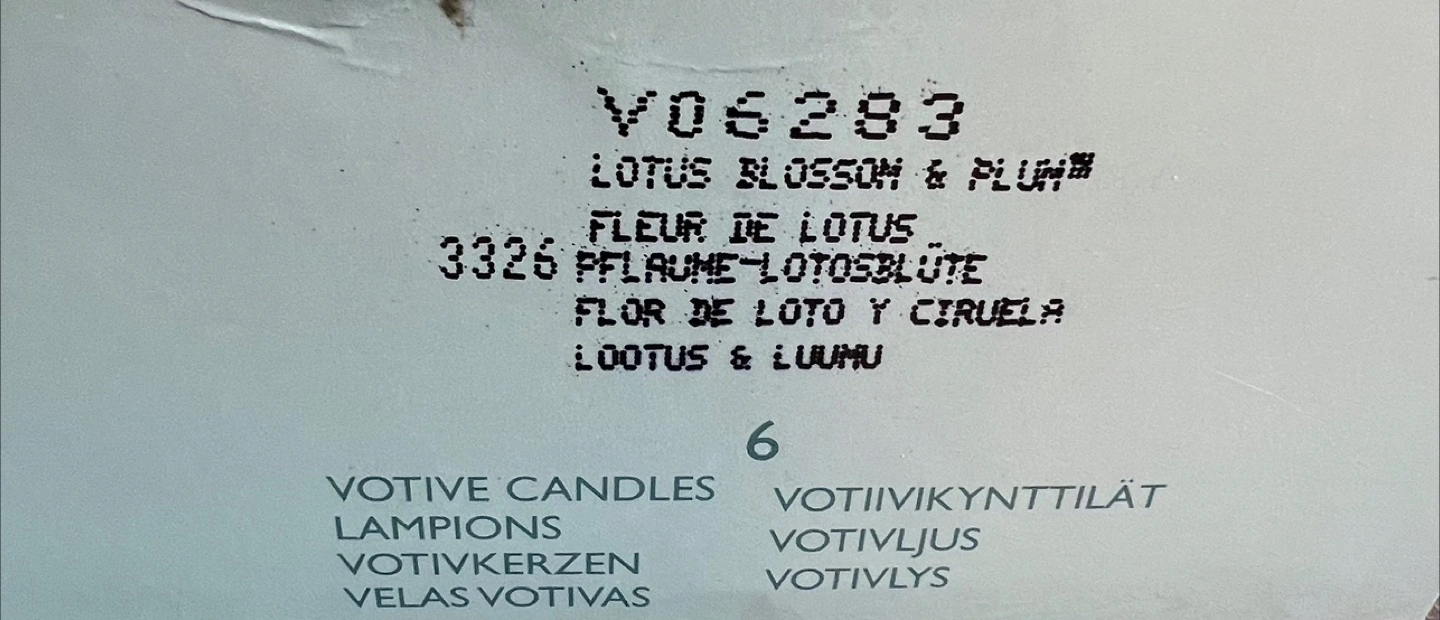 V06283
LOTUS BLOSSOM & PLUM™
FLEUR DE LOTUS
3326 PFLAUME-LOTOSBLÜTE
FLOR DE LOTO Y CIRUELA
LOOTUS & LUUMU
6
VOTIVE CANDLES
LAMPIONS
VOTIVKERZEN
VELAS VOTIVAS
VOTIIVIKYNTTILÄT
VOTIVLJUS
VOTIVLYS